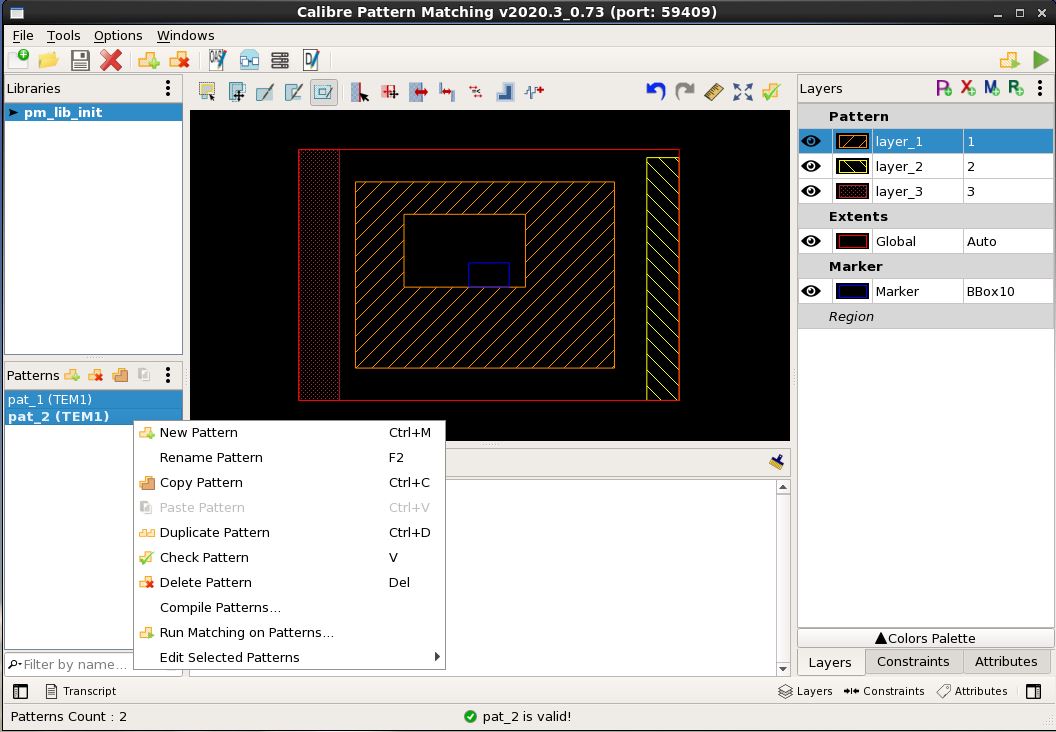 Calibre Pattern Matching v2020.3_0.73 (port: 59409)
File Tools Options Windows
Libraries
pm_lib_init
Patterns
pat_1 (TEM1)
pat_2 (TEM1)
New Pattern Ctrl+M
Rename Pattern F2
Copy Pattern Ctrl+C
Paste Pattern Ctrl+V
Duplicate Pattern Ctrl+D
Check Pattern V
Delete Pattern Del
Compile Patterns...
Run Matching on Patterns...
Edit Selected Patterns
Filter by name...
Layers P X M R
Pattern
layer_1 1
layer_2 2
layer_3 3
Extents
Global Auto
Marker
Marker BBox10
Region
Colors Palette
Layers Constraints Attributes
Transcript Layers Constraints Attributes
Patterns Count : 2 pat_2 is valid!